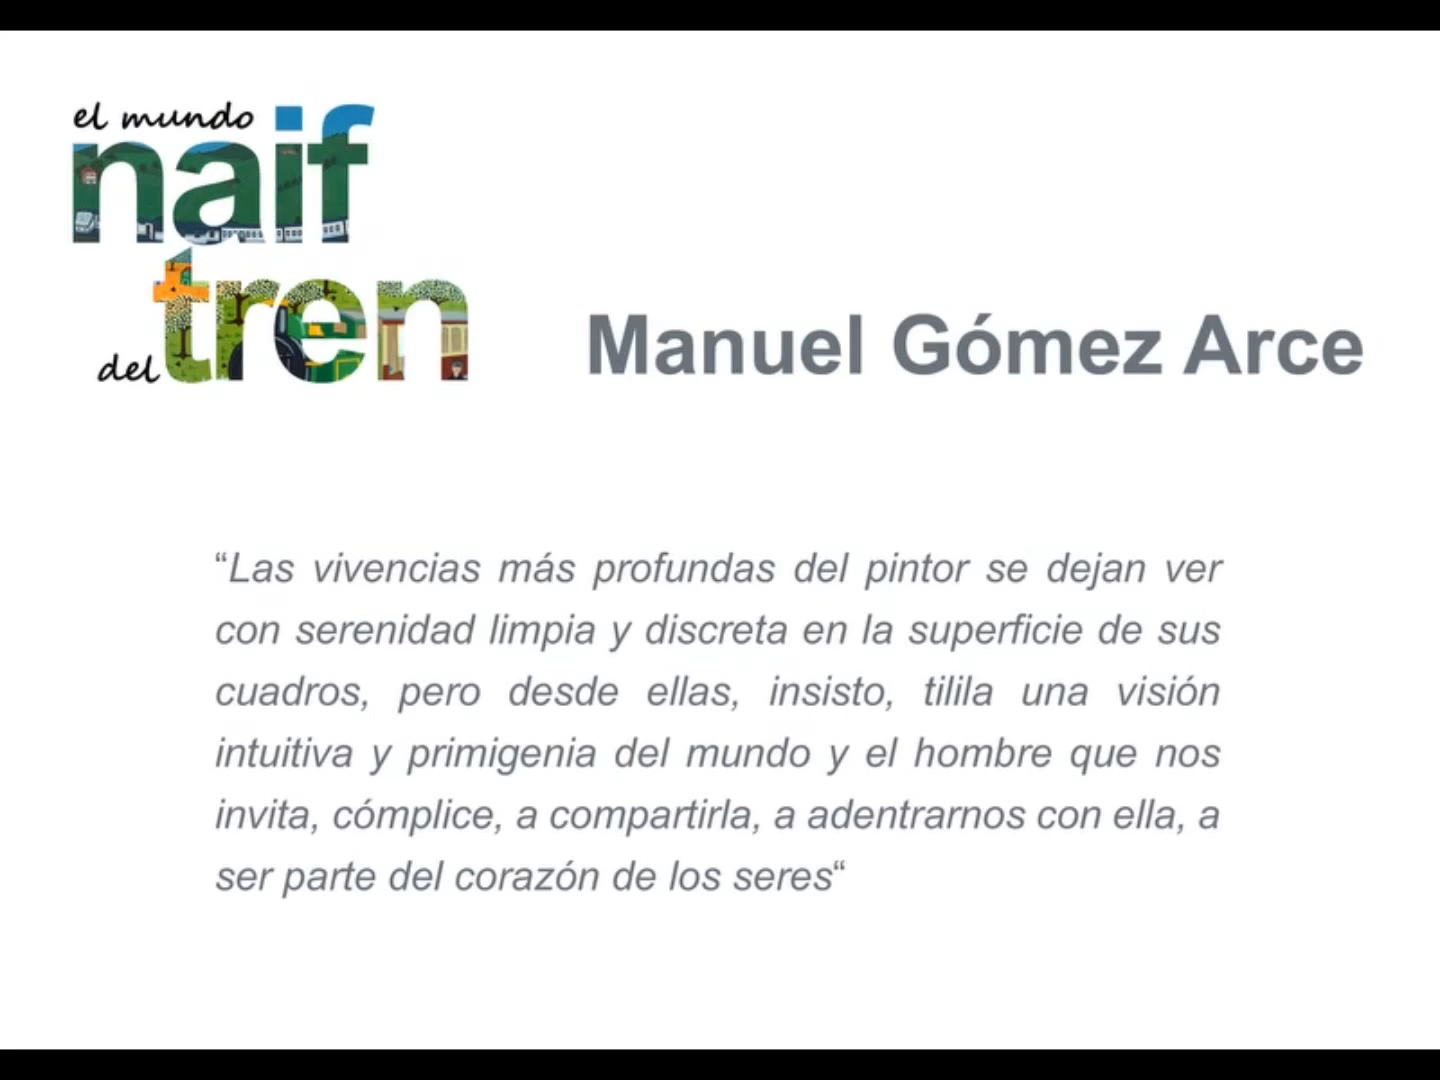 el mundo
naif
del tren
Manuel Gómez Arce
“Las vivencias más profundas del pintor se dejan ver
con serenidad limpia y discreta en la superficie de sus
cuadros, pero desde ellas, insisto, tilila una visión
intuitiva y primigenia del mundo y el hombre que nos
invita, cómplice, a compartirla, a adentrarnos con ella, a
ser parte del corazón de los seres“